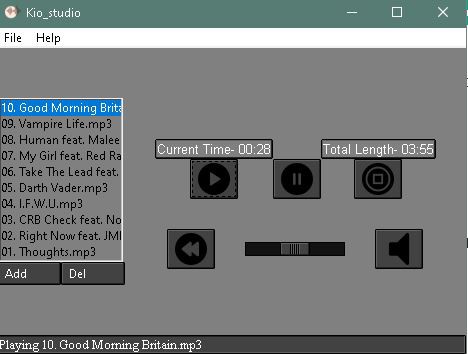 Kio_studio
File Help
10. Good Morning Brita
09. Vampire Life.mp3
08. Human feat. Malee
07. My Girl feat. Red Ra
06. Take The Lead feat.
05. Darth Vader.mp3
04. I.F.W.U.mp3
03. CRB Check feat. No
02. Right Now feat. JMI
01. Thoughts.mp3
Add Del
Current Time- 00:28
Total Length- 03:55
Playing 10. Good Morning Britain.mp3